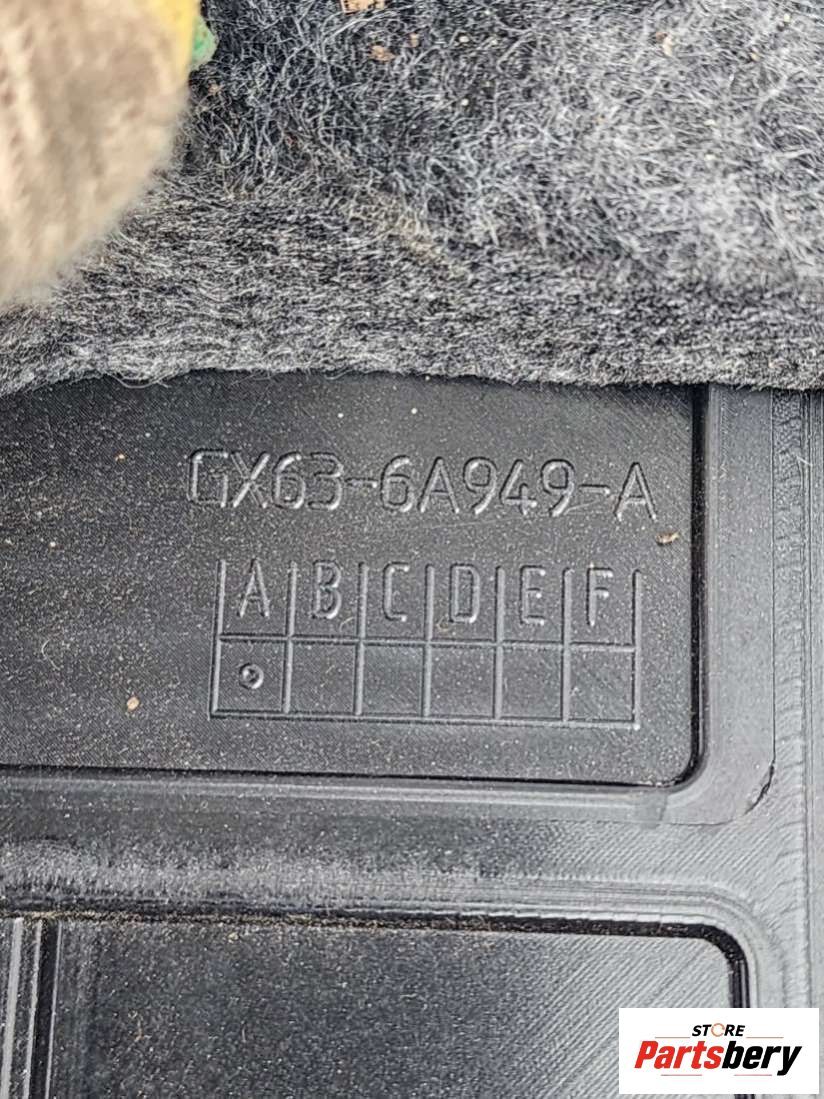 GX63-6A949-A
A B C D E F
STORE
Partsbery